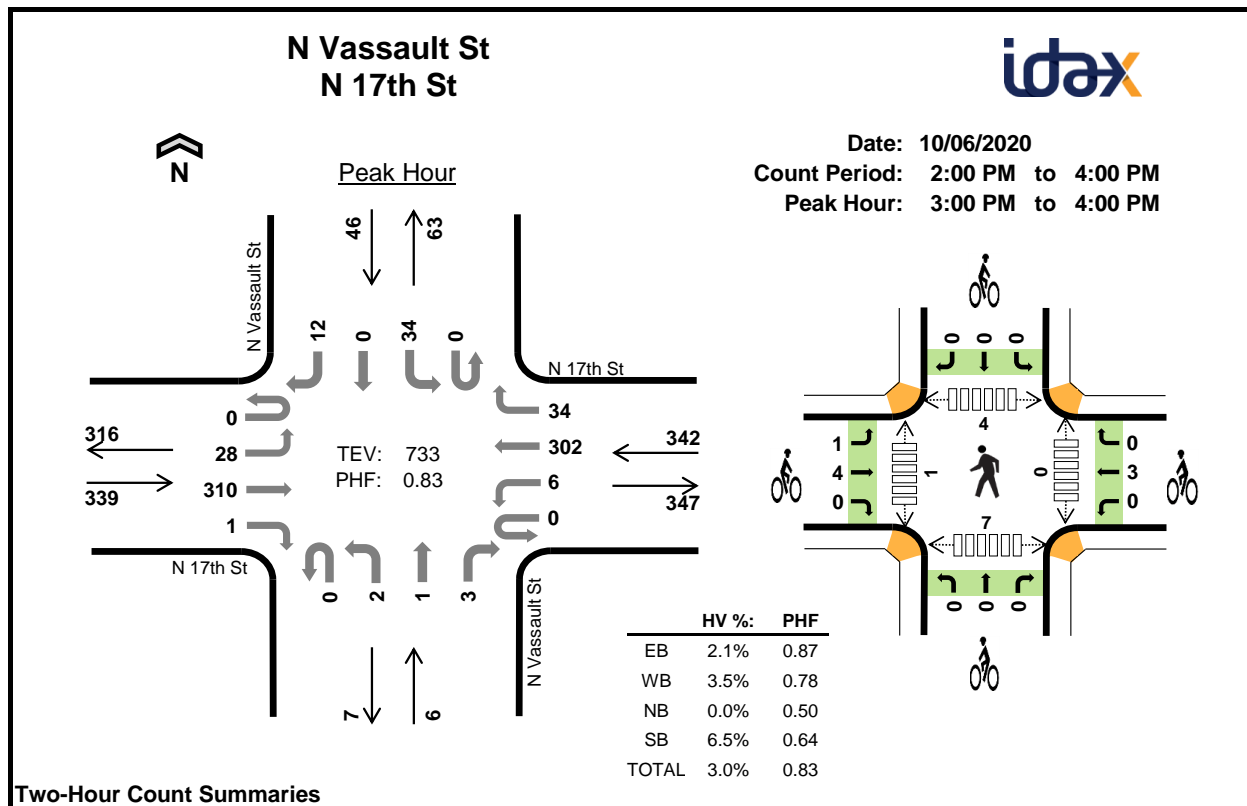 N Vassault St
N 17th St
idax
Date: 10/06/2020
Count Period: 2:00 PM to 4:00 PM
Peak Hour: 3:00 PM to 4:00 PM
N
Peak Hour
46
63
N Vassault St
12
0
34
0
N 17th St
0
28
310
1
316
339
TEV: 733
PHF: 0.83
34
302
6
0
342
347
N 17th St
0
2
1
3
N Vassault St
7
6
0
0
0
4
1
4
0
1
0
0
3
0
7
0
0
0
HV %: PHF
EB 2.1% 0.87
WB 3.5% 0.78
NB 0.0% 0.50
SB 6.5% 0.64
TOTAL 3.0% 0.83
Two-Hour Count Summaries